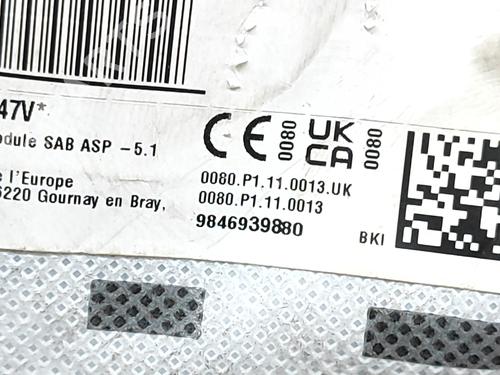 47V*
odule SAB ASP -5.1
e l'Europe
6220 Gournay en Bray,
CE 0080 UK CA 0080
0080.P1.11.0013.UK
0080.P1.11.0013
9846939880
BKI